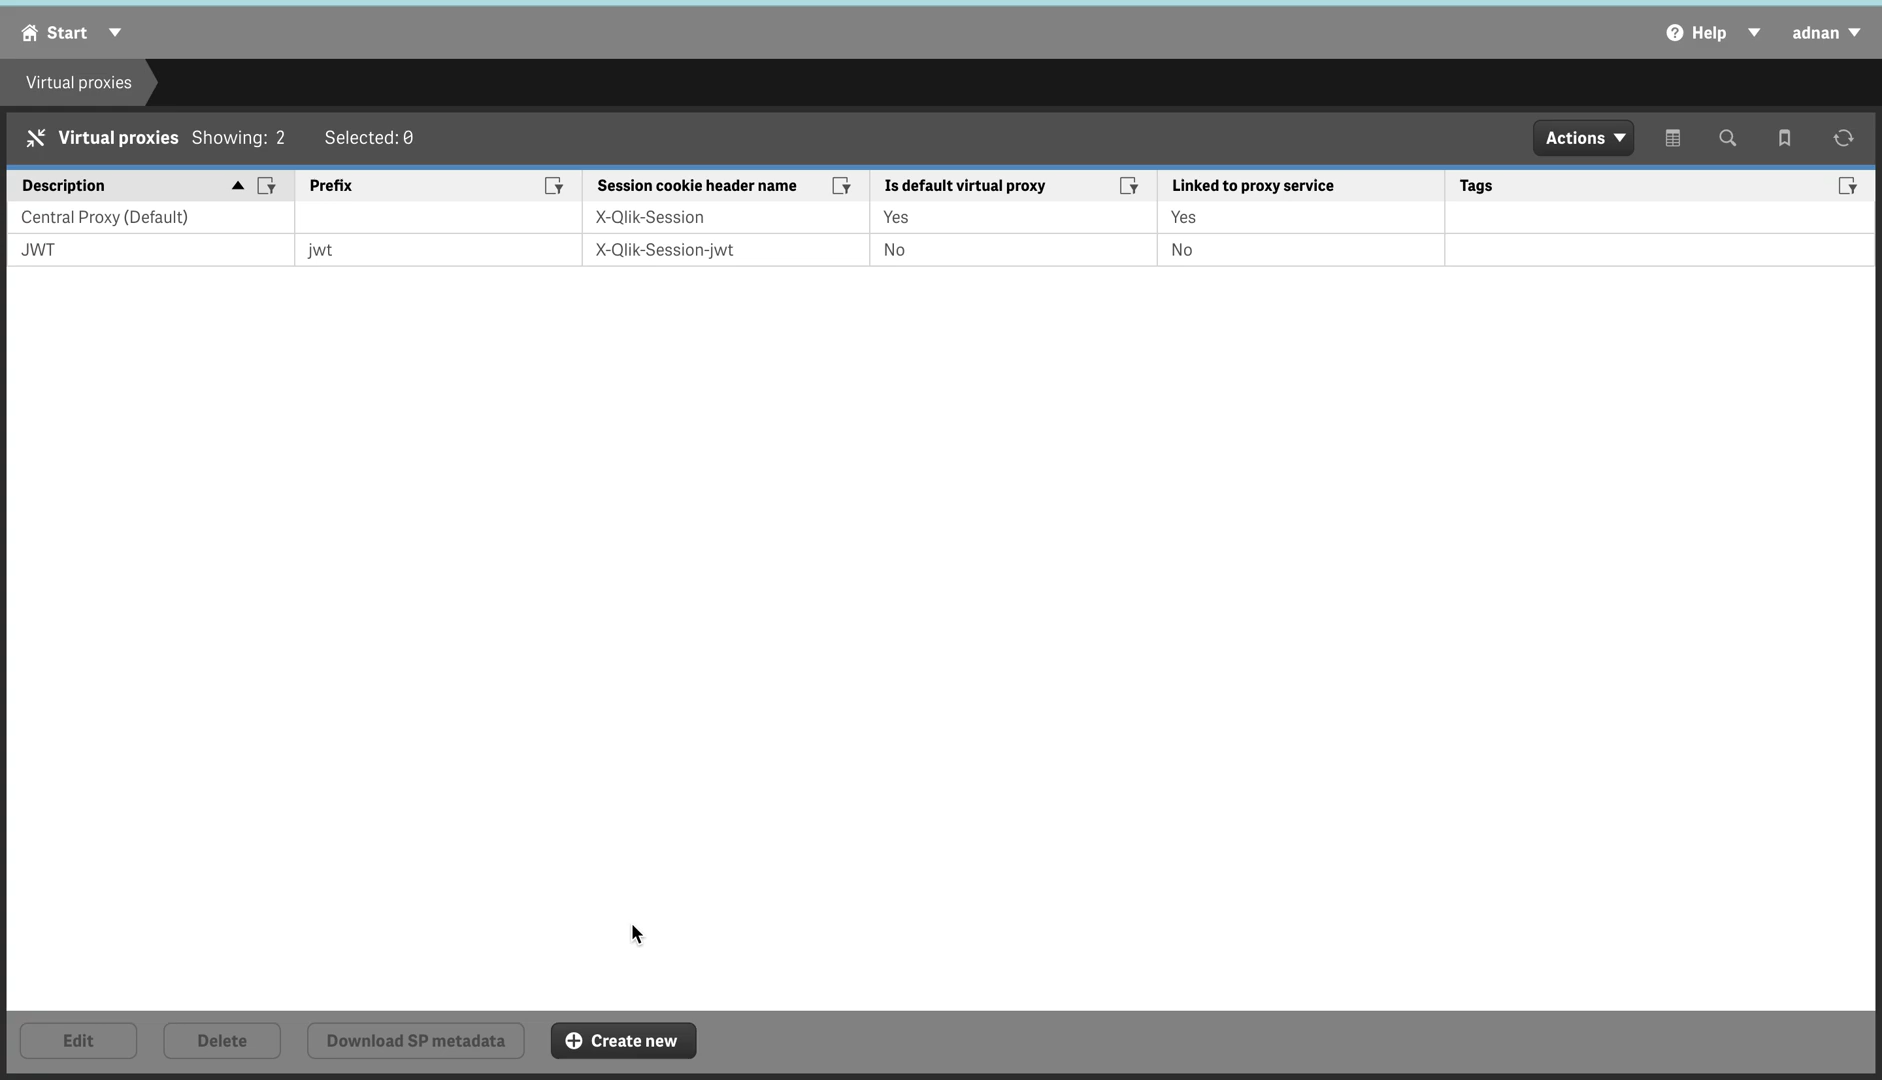 Start
Help
adnan
Virtual proxies
Virtual proxies Showing: 2 Selected: 0
Actions
Description Prefix Session cookie header name Is default virtual proxy Linked to proxy service Tags
Central Proxy (Default) X-Qlik-Session Yes Yes
JWT jwt X-Qlik-Session-jwt No No
Edit Delete Download SP metadata Create new